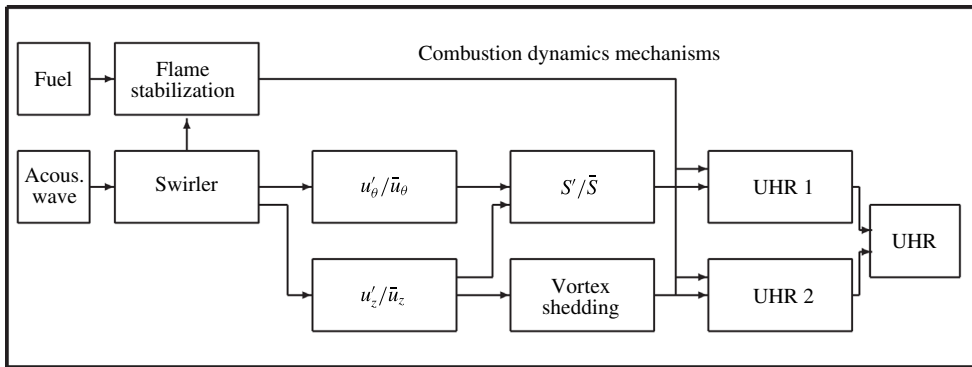 Combustion dynamics mechanisms
Fuel
Flame
stabilization
Acous.
wave
Swirler
u′θ/ūθ
S′/S̄
UHR 1
UHR
u′z/ūz
Vortex
shedding
UHR 2